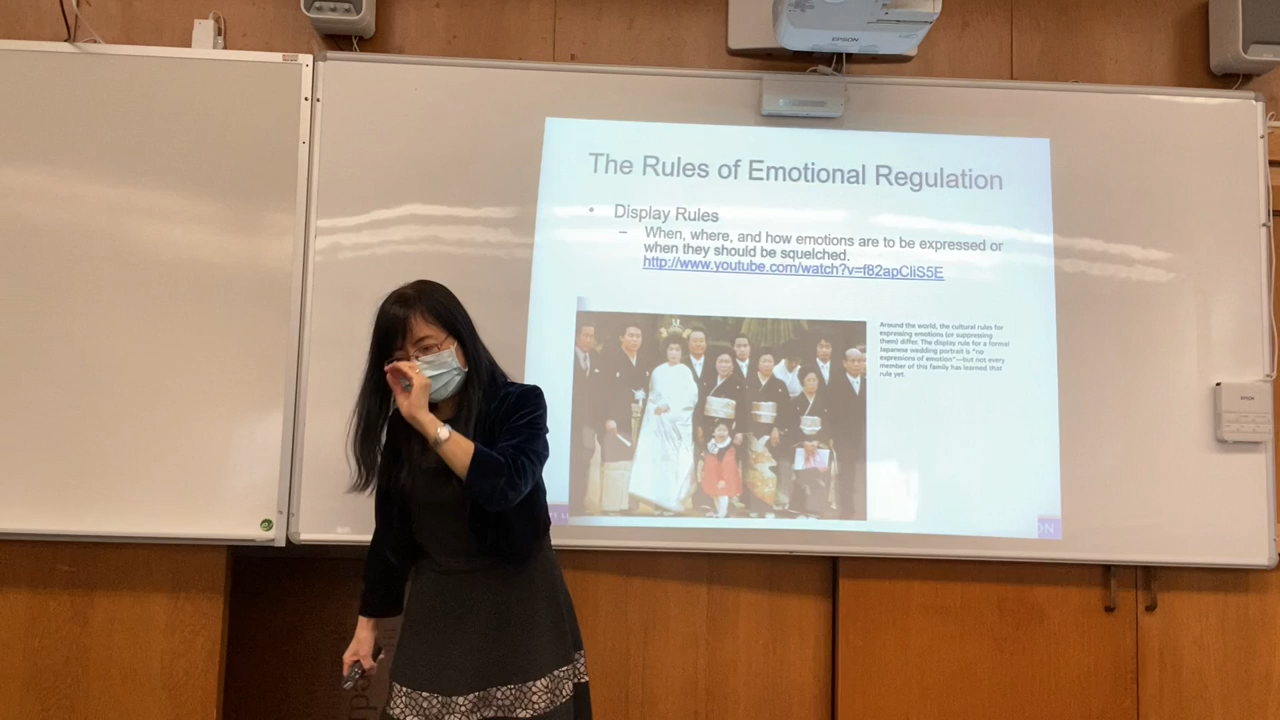 EPSON
The Rules of Emotional Regulation
• Display Rules
– When, where, and how emotions are to be expressed or
when they should be squelched.
http://www.youtube.com/watch?v=f82apCliS5E
Around the world, the cultural rules for
expressing emotions (or suppressing
them) differ. The display rule for a formal
Japanese wedding portrait is "no
expressions of emotion"—but not every
member of this family has learned that
rule yet.
EPSON
ON